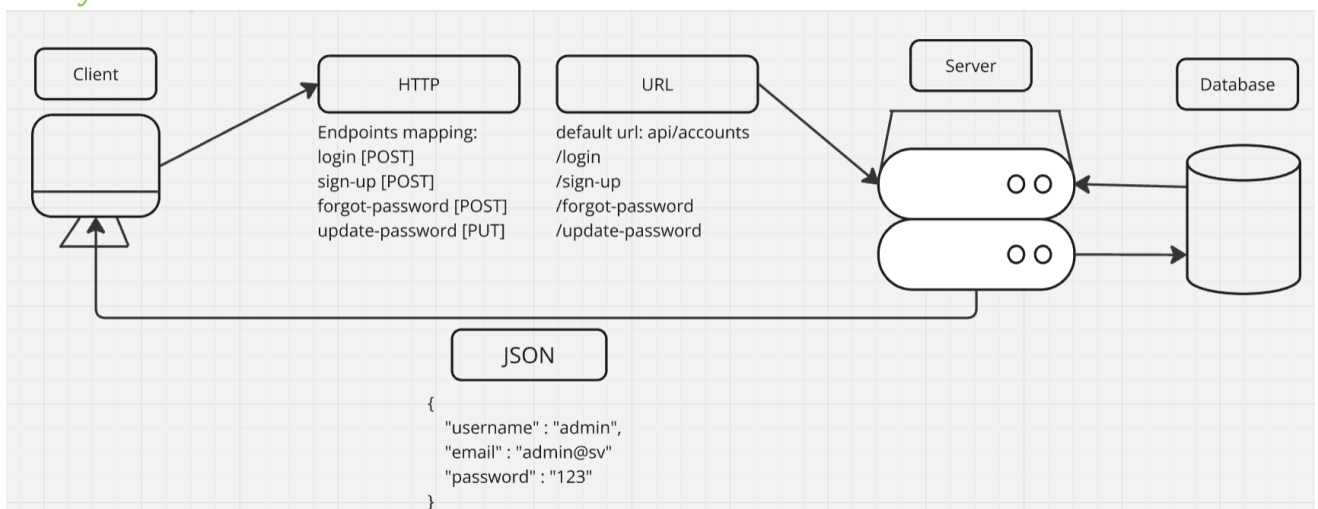 Client
HTTP
URL
Server
Database
Endpoints mapping:
login [POST]
sign-up [POST]
forgot-password [POST]
update-password [PUT]
default url: api/accounts
/login
/sign-up
/forgot-password
/update-password
JSON
{
"username" : "admin",
"email" : "admin@sv"
"password" : "123"
}